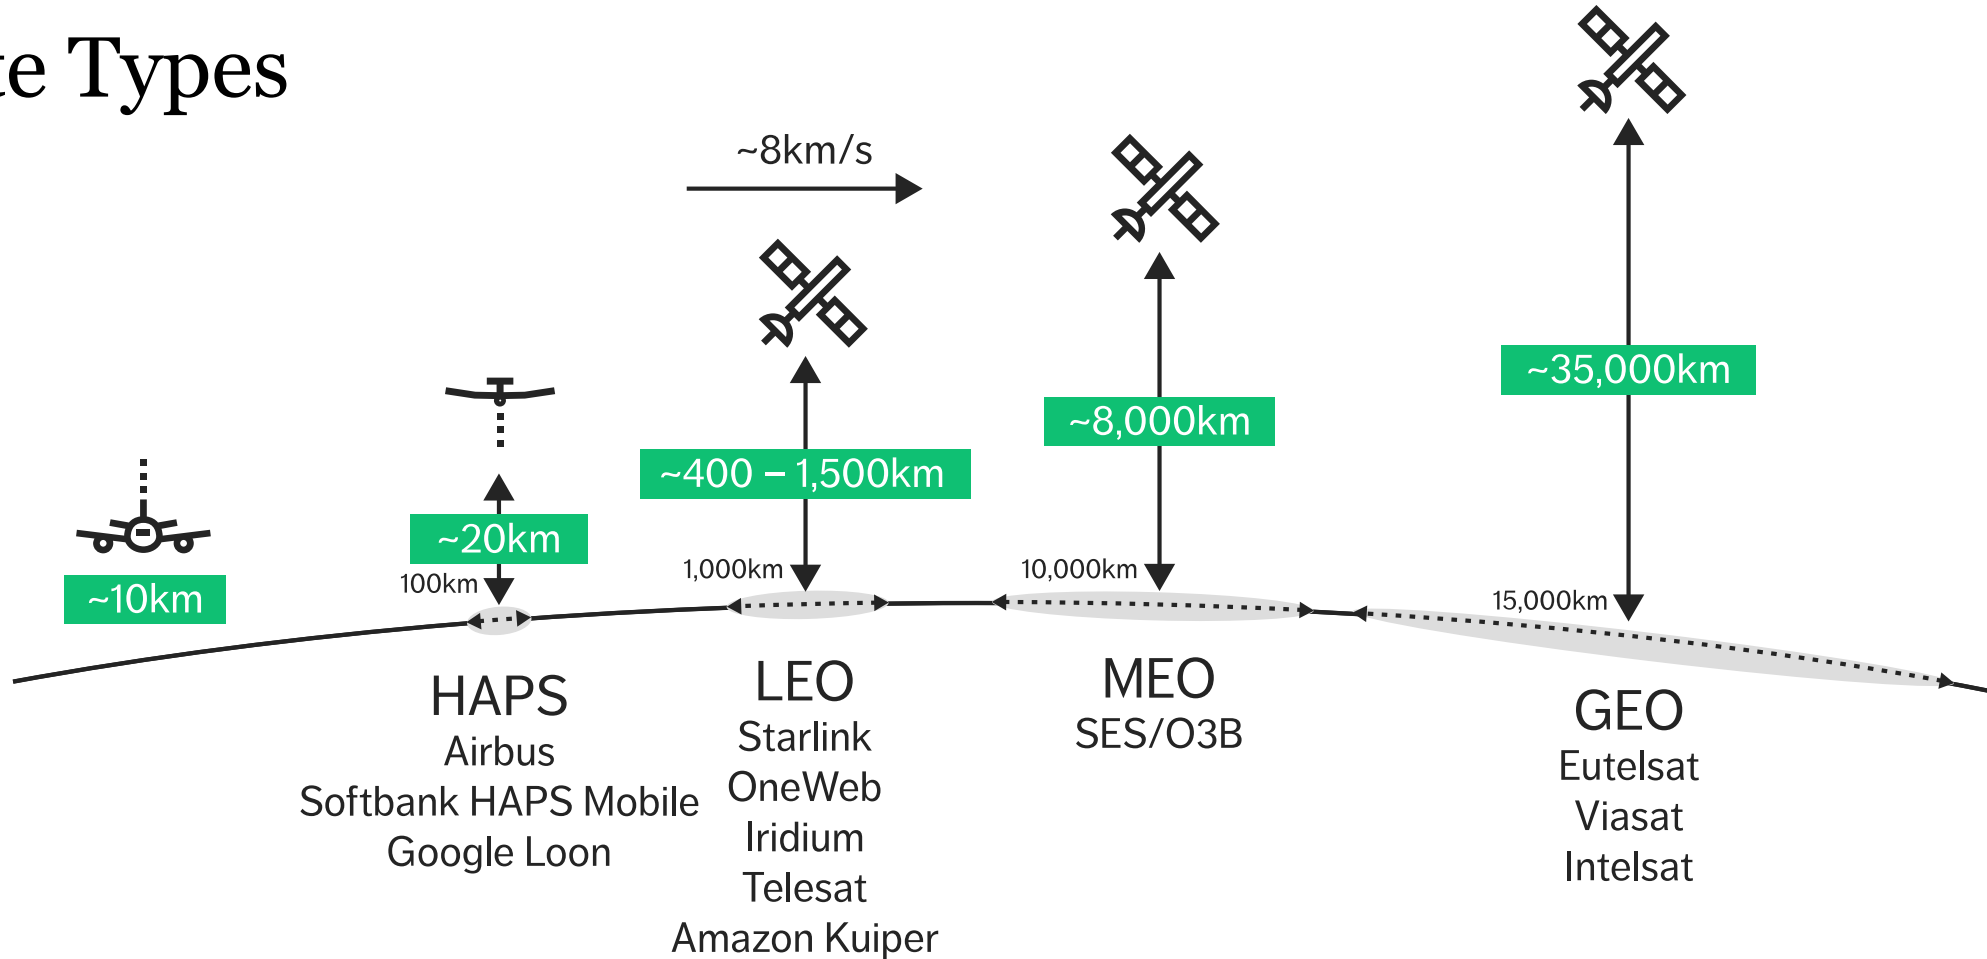 te Types
~8km/s
~10km
~20km
100km
HAPS
Airbus
Softbank HAPS Mobile
Google Loon
~400 – 1,500km
1,000km
LEO
Starlink
OneWeb
Iridium
Telesat
Amazon Kuiper
~8,000km
10,000km
MEO
SES/O3B
~35,000km
15,000km
GEO
Eutelsat
Viasat
Intelsat